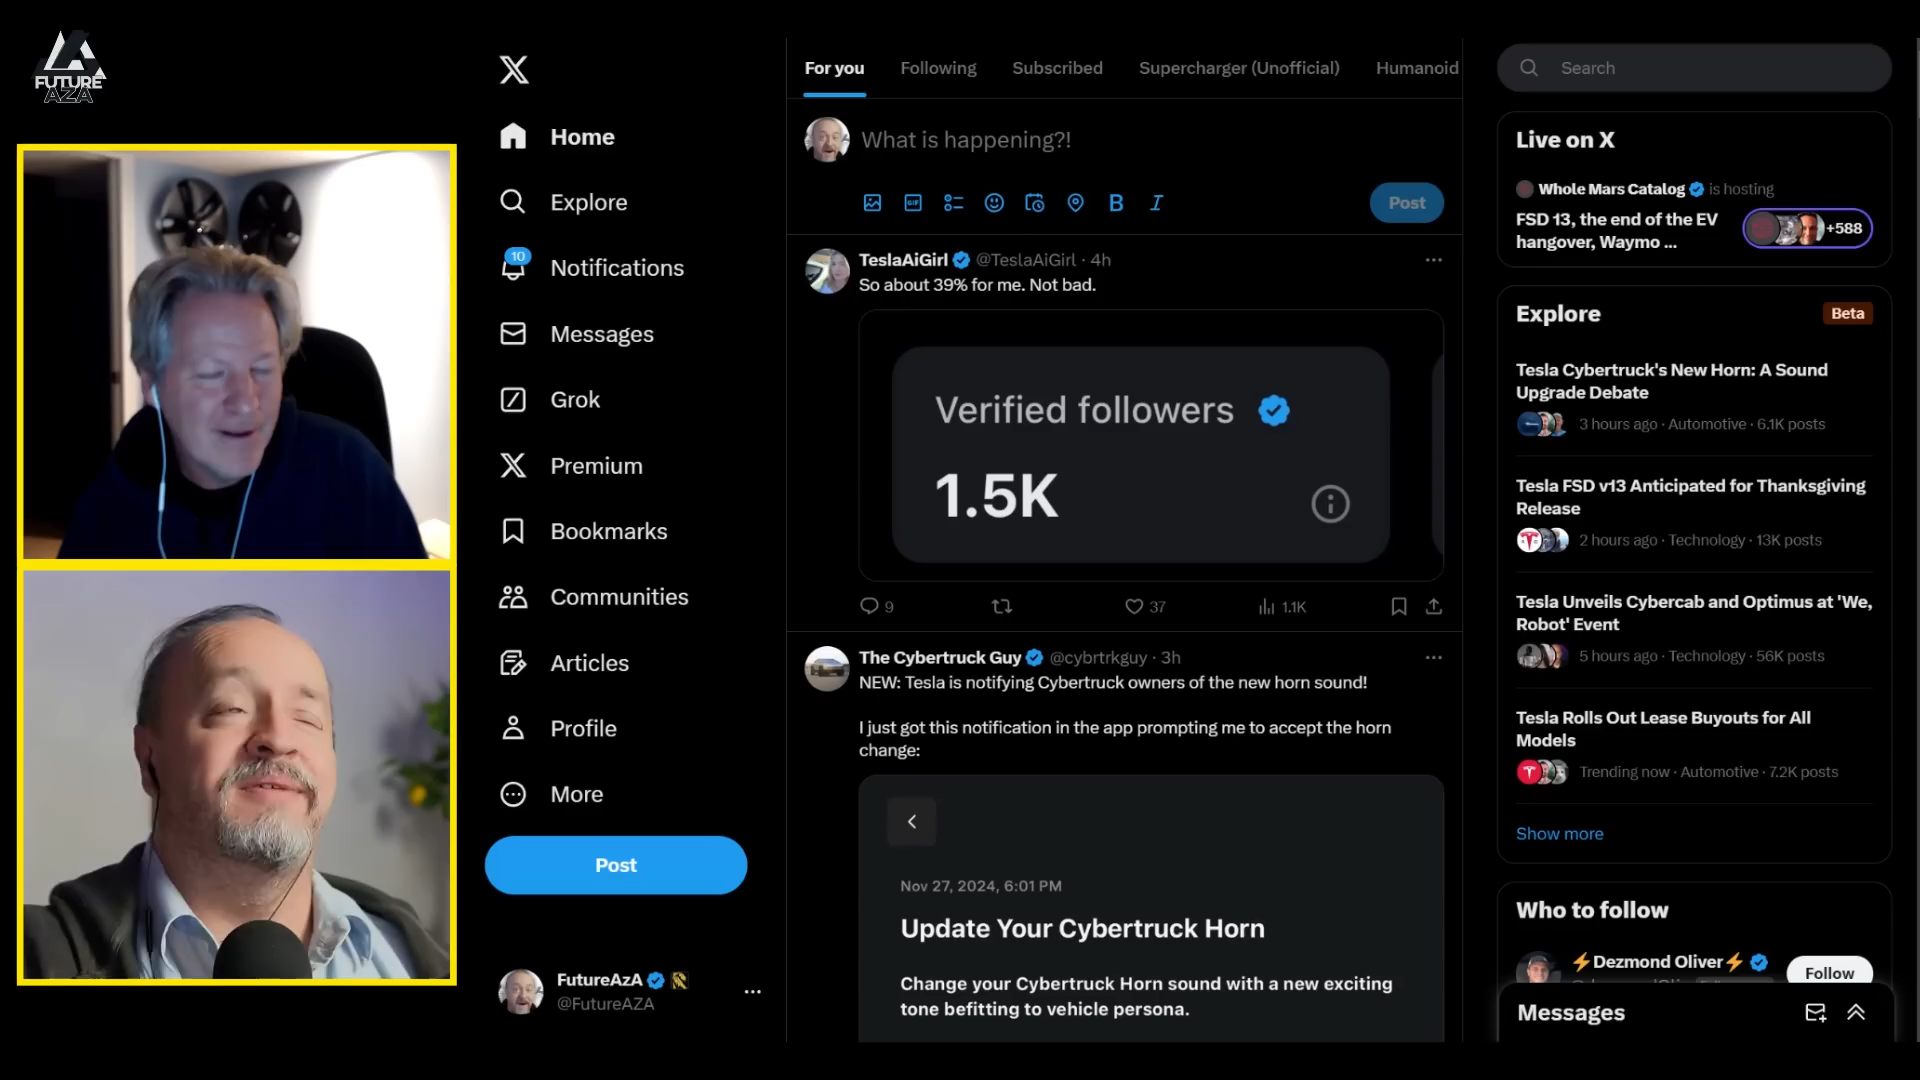 FUTURE
AZA
Home
Explore
10
Notifications
Messages
Grok
Premium
Bookmarks
Communities
Articles
Profile
More
Post
FutureAzA
@FutureAZA
For you
Following
Subscribed
Supercharger (Unofficial)
Humanoid
What is happening?!
GIF
B
I
Post
TeslaAiGirl @TeslaAiGirl · 4h
So about 39% for me. Not bad.
Verified followers
1.5K
9
37
1.1K
The Cybertruck Guy @cybrtrkguy · 3h
NEW: Tesla is notifying Cybertruck owners of the new horn sound!
I just got this notification in the app prompting me to accept the horn
change:
Nov 27, 2024, 6:01 PM
Update Your Cybertruck Horn
Change your Cybertruck Horn sound with a new exciting
tone befitting to vehicle persona.
Search
Live on X
Whole Mars Catalog is hosting
FSD 13, the end of the EV
hangover, Waymo ...
+588
Explore
Beta
Tesla Cybertruck's New Horn: A Sound
Upgrade Debate
3 hours ago · Automotive · 6.1K posts
Tesla FSD v13 Anticipated for Thanksgiving
Release
2 hours ago · Technology · 13K posts
Tesla Unveils Cybercab and Optimus at 'We,
Robot' Event
5 hours ago · Technology · 56K posts
Tesla Rolls Out Lease Buyouts for All
Models
Trending now · Automotive · 7.2K posts
Show more
Who to follow
⚡Dezmond Oliver⚡
Follow
Messages